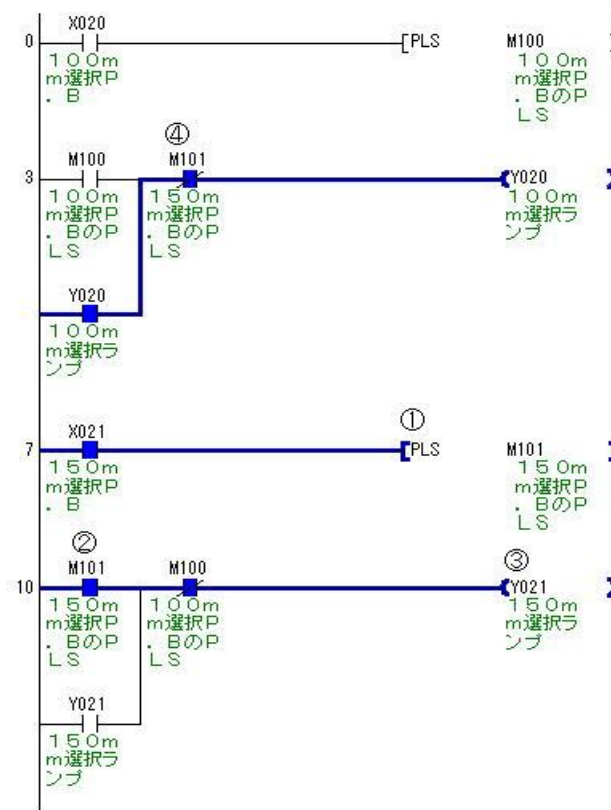 X020
0 [PLS M100
100m
m選択P
.B
100m
m選択P
.BのP
LS
④
M100 M101
3 Y020
100m
m選択P
.BのP
LS
150m
m選択P
.BのP
LS
100m
m選択ラ
ンプ
Y020
100m
m選択ラ
ンプ
①
X021
7 [PLS M101
150m
m選択P
.B
150m
m選択P
.BのP
LS
②
M101 M100 ③
10 Y021
150m
m選択P
.BのP
LS
100m
m選択P
.BのP
LS
150m
m選択ラ
ンプ
Y021
150m
m選択ラ
ンプ